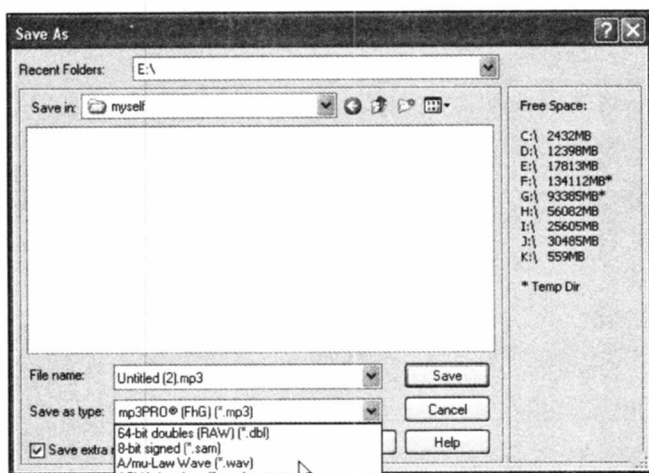 Save As
Recent Folders: E:\
Save in: myself
Free Space:
C:\ 2432MB
D:\ 12398MB
E:\ 17813MB
F:\ 134112MB*
G:\ 93385MB*
H:\ 56082MB
I:\ 25605MB
J:\ 30485MB
K:\ 559MB
* Temp Dir
File name: Untitled (2).mp3 Save
Save as type: mp3PRO® (FhG) (*.mp3) Cancel
64-bit doubles (RAW) (*.dbl)
Save extra 8-bit signed (*.sam) Help
A/mu-Law Wave (*.wav)